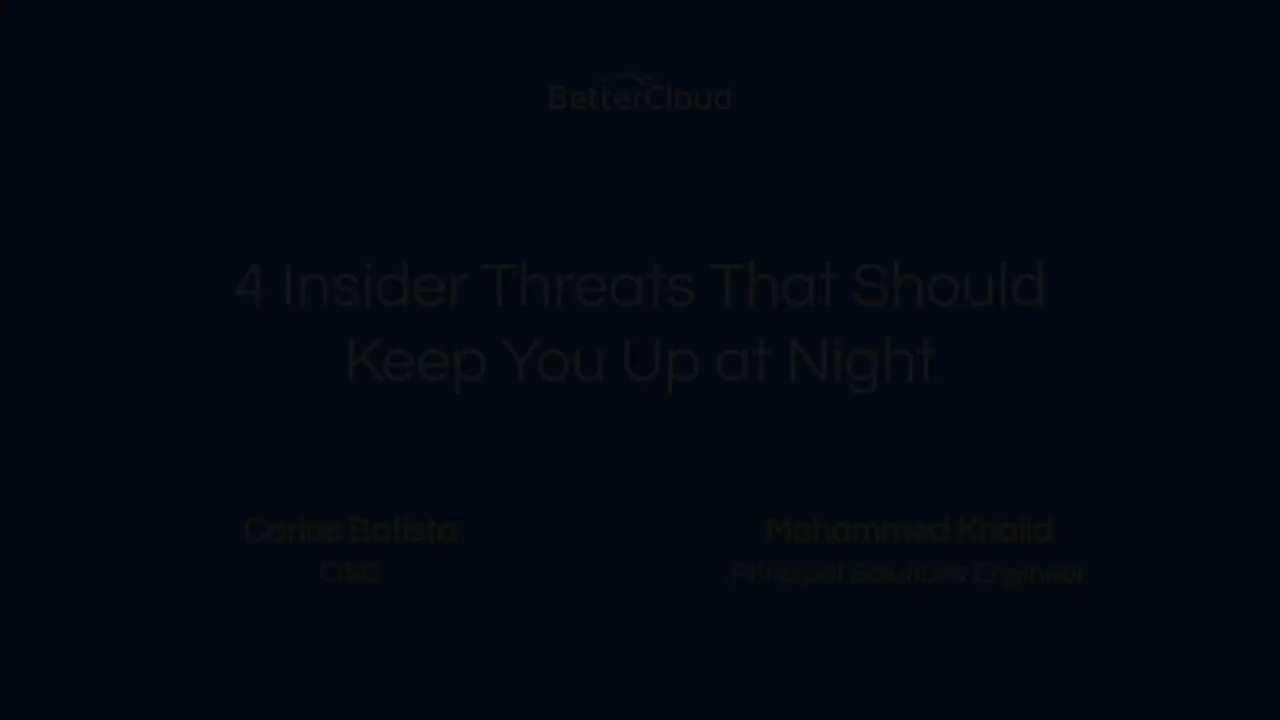 BetterCloud
4 Insider Threats That Should
Keep You Up at Night
Carlos Batista
Mohammed Khalid
CISO
Principal Solutions Engineer